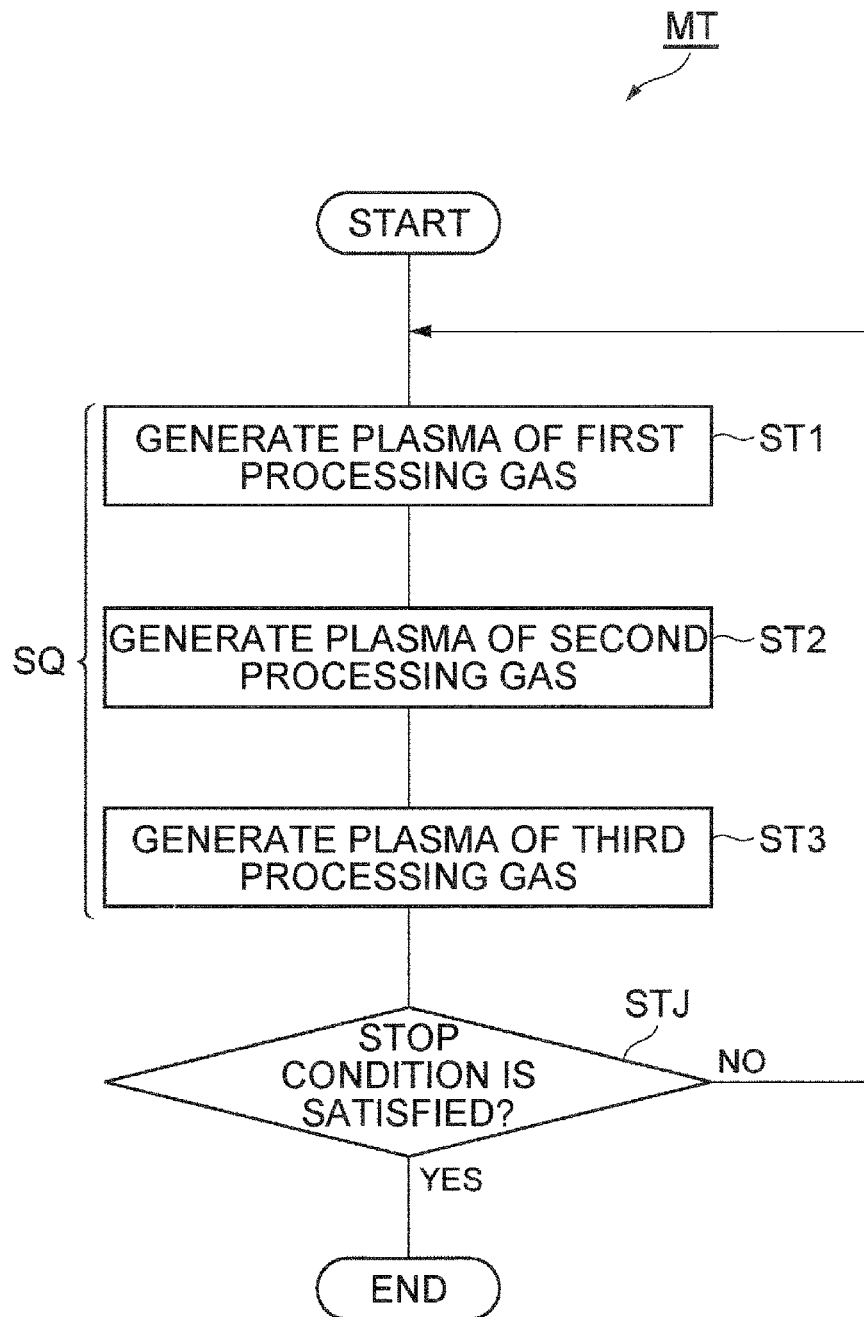 MT
START
GENERATE PLASMA OF FIRST
PROCESSING GAS
ST1
GENERATE PLASMA OF SECOND
PROCESSING GAS
ST2
SQ
GENERATE PLASMA OF THIRD
PROCESSING GAS
ST3
STJ
STOP
CONDITION IS
SATISFIED?
NO
YES
END